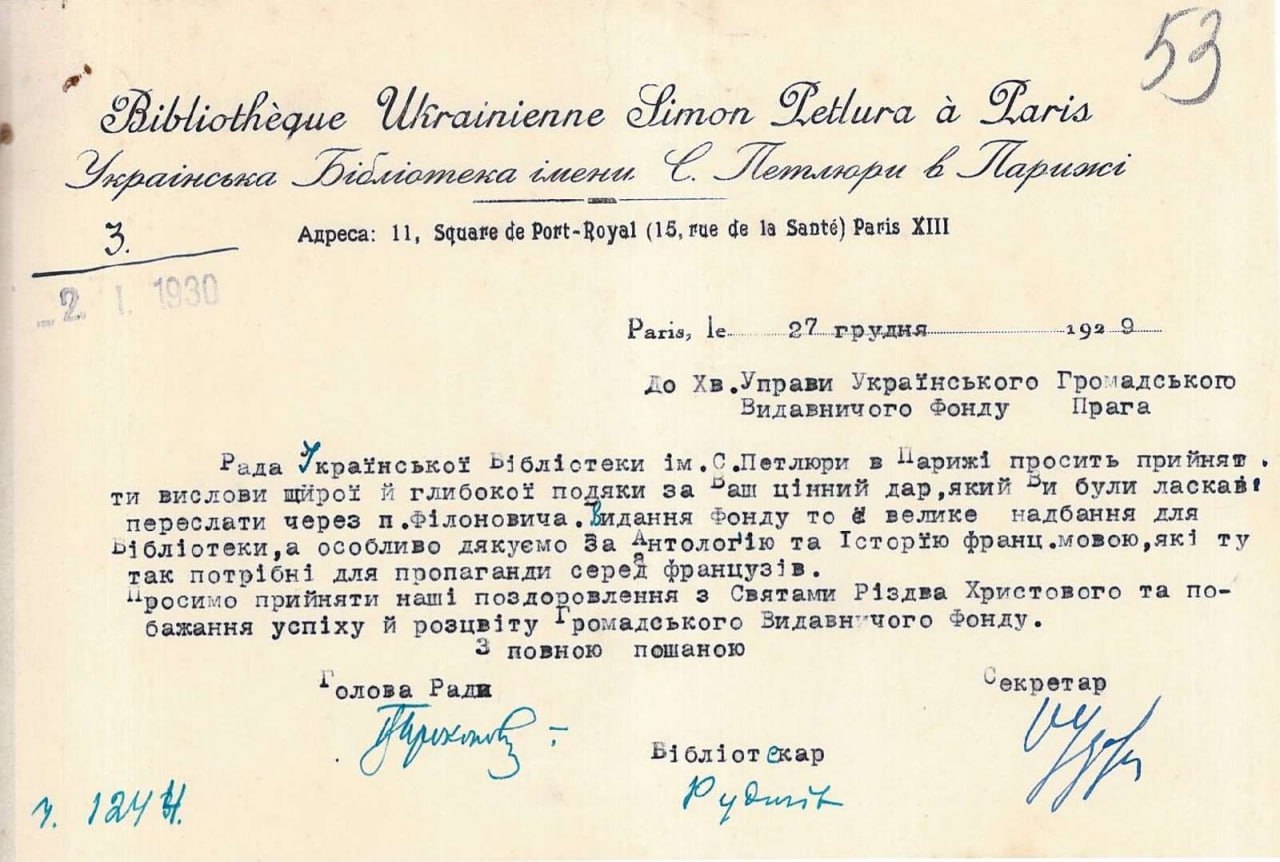 53
Bibliothèque Ukrainienne Simon Petlura à Paris
Українська Бібліотека імени С. Петлюри в Парижі
Адреса: 11, Square de Port-Royal (15, rue de la Santé) Paris XIII
3.
-2. I. 1930
Paris, le 27 грудня 1929
До Хв.Управи Українського Громадського
Видавничого Фонду Прага
Рада Української Бібліотеки ім.С.Петлюри в Парижі просить прийнят
ти вислови щирої й глибокої подяки за Ваш цінний дар,який Ви були ласкаві
переслати через п.Філоновича.Видання Фонду то є велике надбання для
Бібліотеки,а особливо дякуємо за Антольоґію та Історїю франц.мовою,які ту
так потрібні для пропаганди серед французів.
Просимо прийняти наші поздоровлення з Святами Різдва Христового та по-
бажання успіху й розцвіту Громадського Видавничого Фонду.
З повною пошаною
Голова Ради
Секретар
Бібліотекар
Рудичів
ч. 124